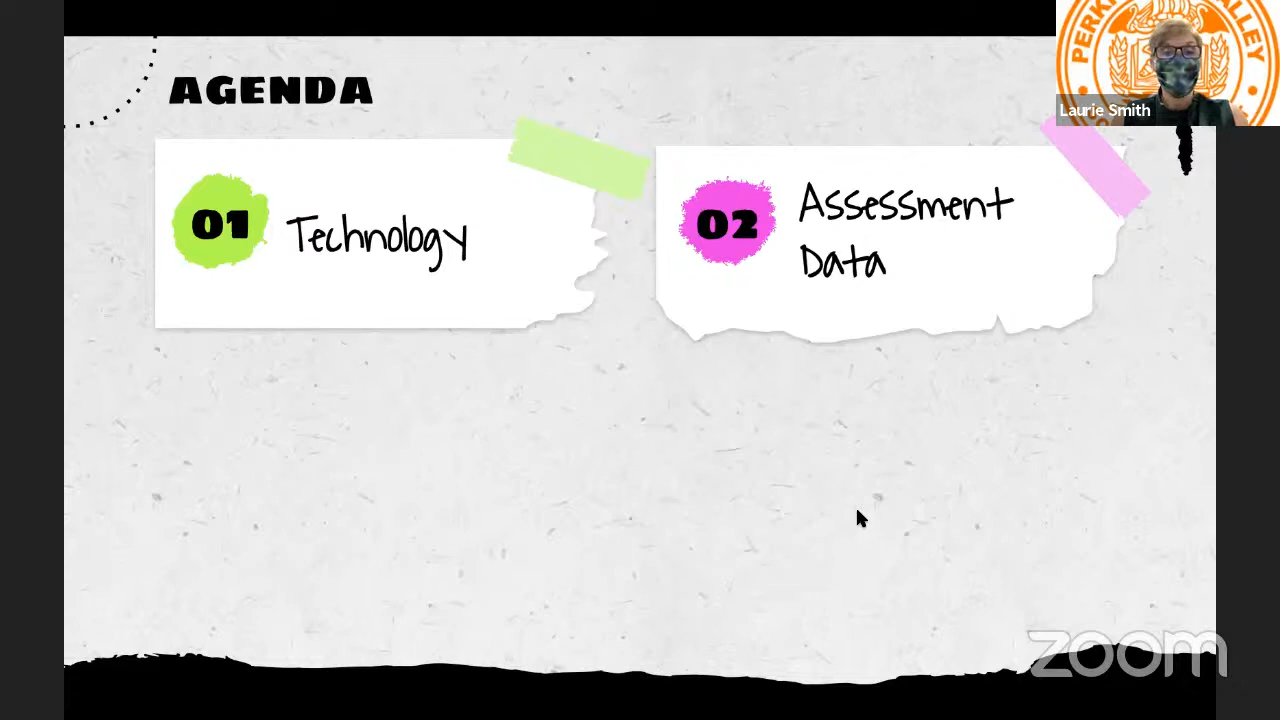 AGENDA
01
Technology
02
Assessment
Data
Laurie Smith
zoom